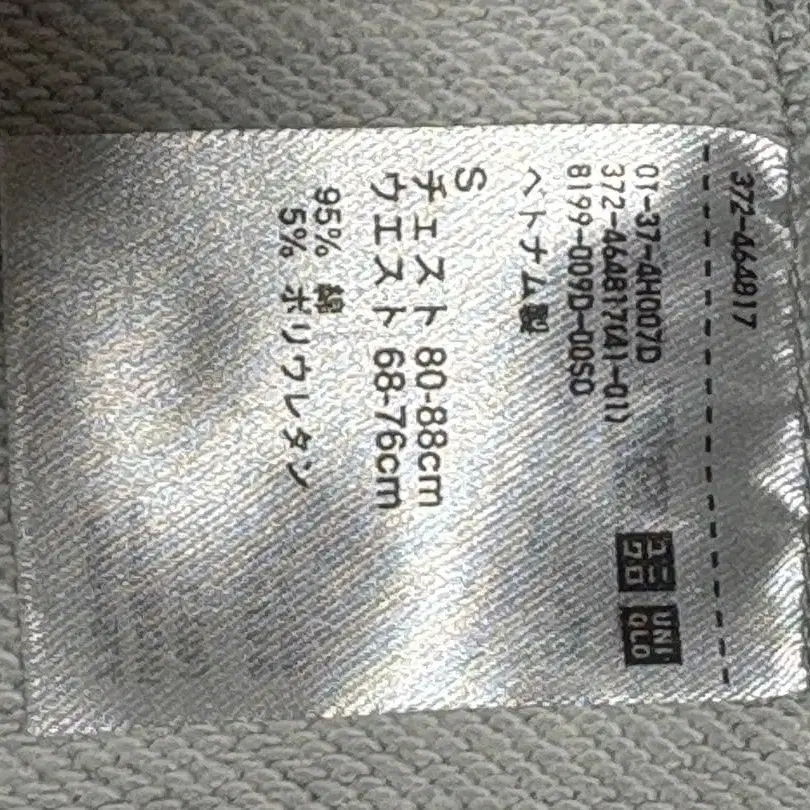 372-464817
ユニ
クロ
UNI
QLO
01-37-4H007D
372-464817(41-01)
8199-009D-00S0
ベトナム製
S
チェスト 80-88cm
ウエスト 68-76cm
95% 綿
5% ポリウレタン